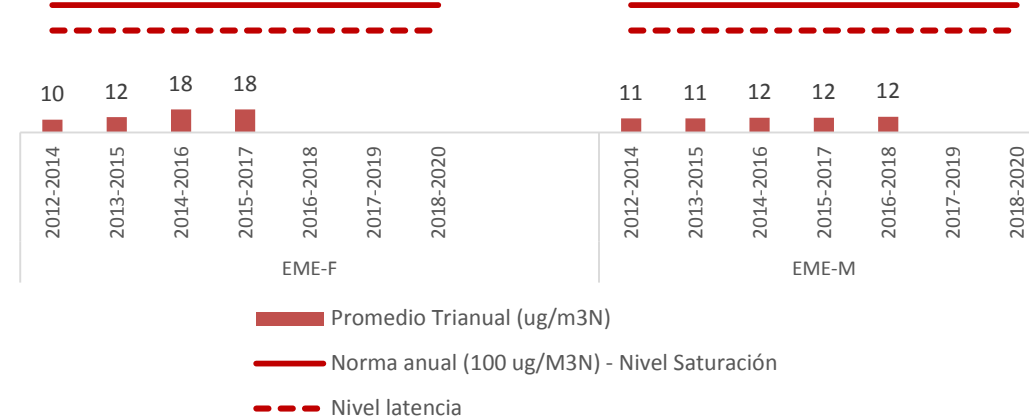 10 12 18 18 11 11 12 12 12
2012-2014 2013-2015 2014-2016 2015-2017 2016-2018 2017-2019 2018-2020 2012-2014 2013-2015 2014-2016 2015-2017 2016-2018 2017-2019 2018-2020
EME-F EME-M
Promedio Trianual (ug/m3N)
Norma anual (100 ug/M3N) - Nivel Saturación
Nivel latencia